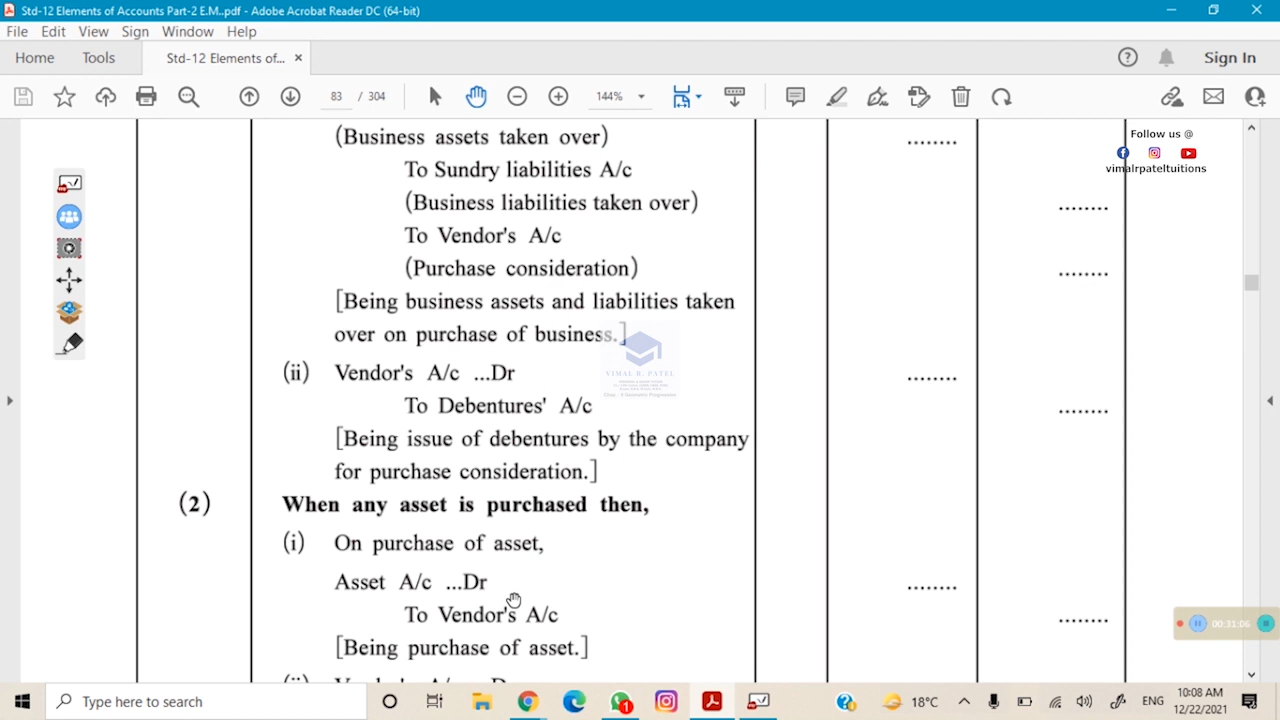 Std-12 Elements of Accounts Part-2 E.M..pdf - Adobe Acrobat Reader DC (64-bit)
File Edit View Sign Window Help
Home Tools Std-12 Elements of... × Sign In
83 / 304 144%
Follow us @
vimalrpateltuitions
(Business assets taken over) ........
To Sundry liabilities A/c
(Business liabilities taken over) ........
To Vendor's A/c
(Purchase consideration) ........
[Being business assets and liabilities taken
over on purchase of business.]
VIMAL R. PATEL
(ii) Vendor's A/c ...Dr ........
To Debentures' A/c ........
[Being issue of debentures by the company
for purchase consideration.]
(2) When any asset is purchased then,
(i) On purchase of asset,
Asset A/c ...Dr ........
To Vendor's A/c ........
[Being purchase of asset.]
00:31:06
Type here to search
1
18°C
ENG
10:08 AM
12/22/2021